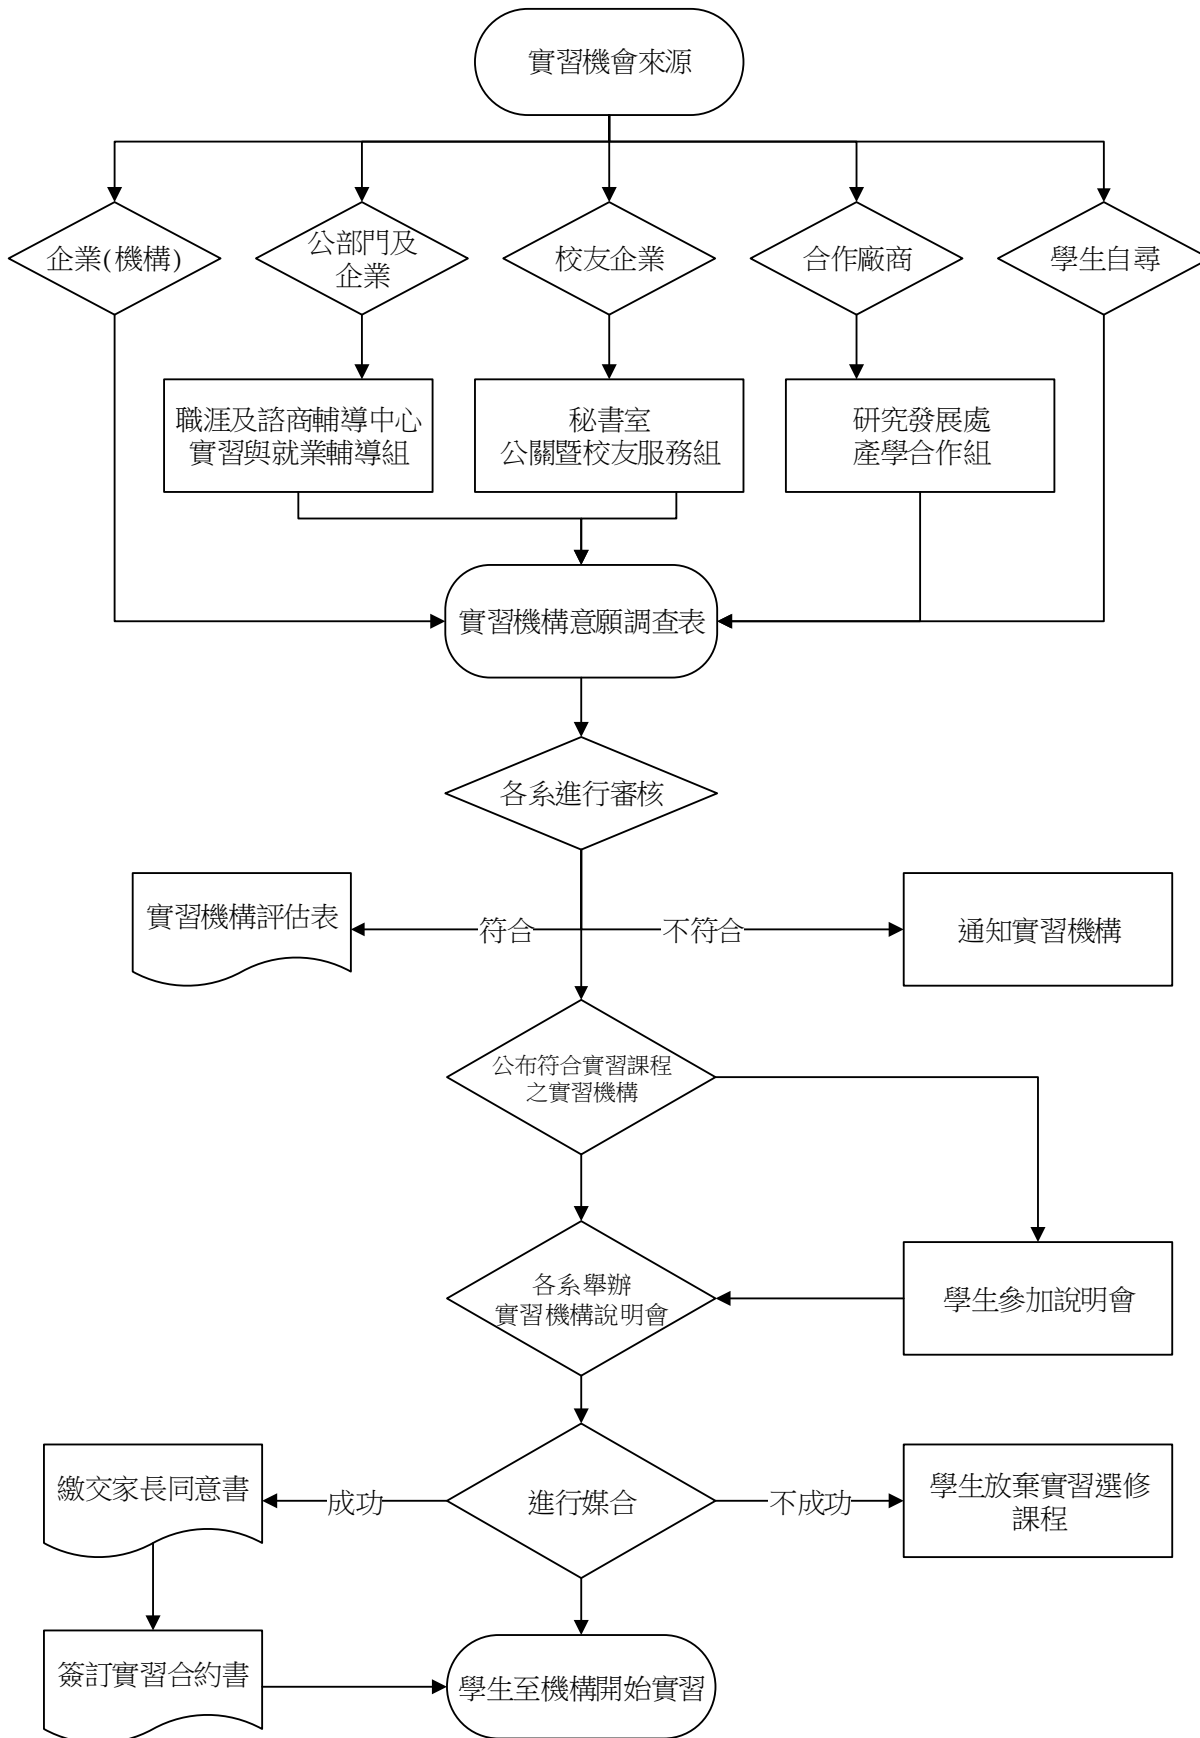 實習機會來源
企業(機構)
公部門及
企業
校友企業
合作廠商
學生自尋
職涯及諮商輔導中心
實習與就業輔導組
秘書室
公關暨校友服務組
研究發展處
產學合作組
實習機構意願調查表
各系進行審核
實習機構評估表
符合
不符合
通知實習機構
公布符合實習課程
之實習機構
各系舉辦
實習機構說明會
學生參加說明會
繳交家長同意書
成功
進行媒合
不成功
學生放棄實習選修
課程
簽訂實習合約書
學生至機構開始實習